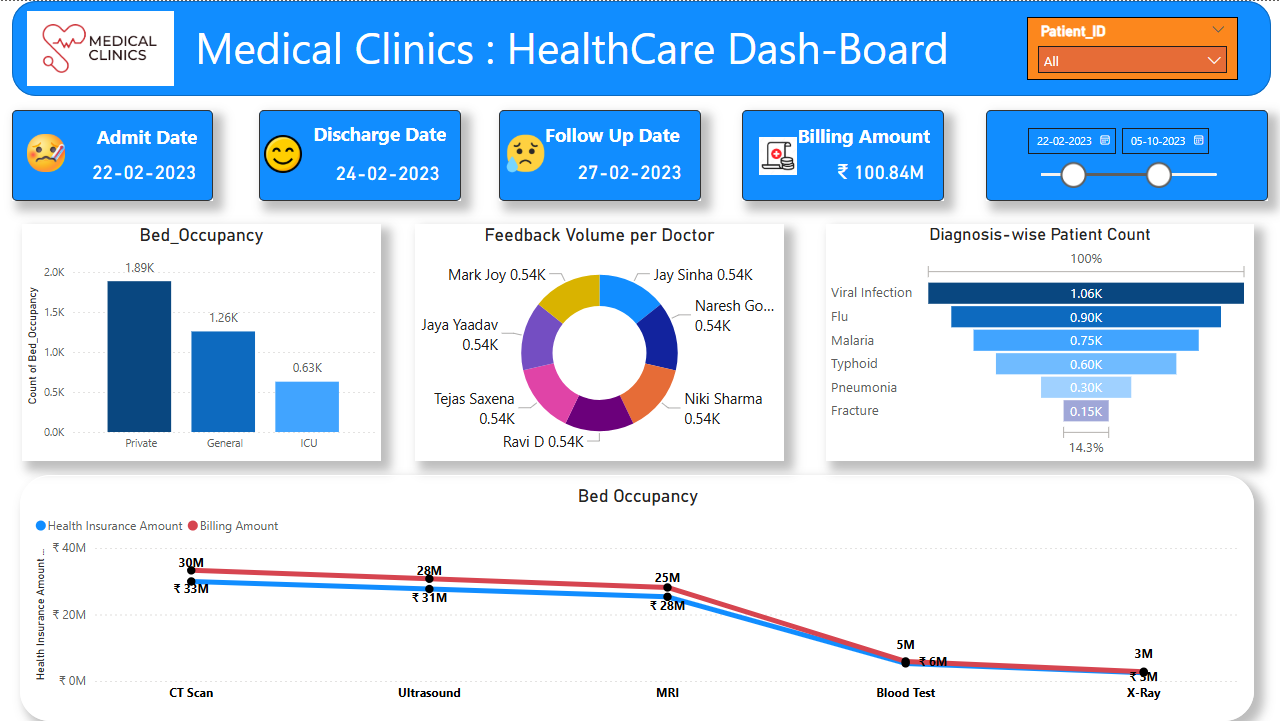 MEDICAL
CLINICS
Medical Clinics : HealthCare Dash-Board
Patient_ID
All
Admit Date
22-02-2023
Discharge Date
24-02-2023
Follow Up Date
27-02-2023
Billing Amount
₹ 100.84M
22-02-2023
05-10-2023
Bed_Occupancy
Count of Bed_Occupancy
2.0K
1.5K
1.0K
0.5K
0.0K
1.89K
1.26K
0.63K
Private
General
ICU
Feedback Volume per Doctor
Mark Joy 0.54K
Jay Sinha 0.54K
Naresh Go...
0.54K
Jaya Yaadav
0.54K
Tejas Saxena
0.54K
Niki Sharma
0.54K
Ravi D 0.54K
Diagnosis-wise Patient Count
100%
Viral Infection 1.06K
Flu 0.90K
Malaria 0.75K
Typhoid 0.60K
Pneumonia 0.30K
Fracture 0.15K
14.3%
Bed Occupancy
Health Insurance Amount Billing Amount
Health Insurance Amount...
₹ 40M
₹ 20M
₹ 0M
30M
₹ 33M
28M
₹ 31M
25M
₹ 28M
5M
₹ 6M
3M
₹ 3M
CT Scan
Ultrasound
MRI
Blood Test
X-Ray